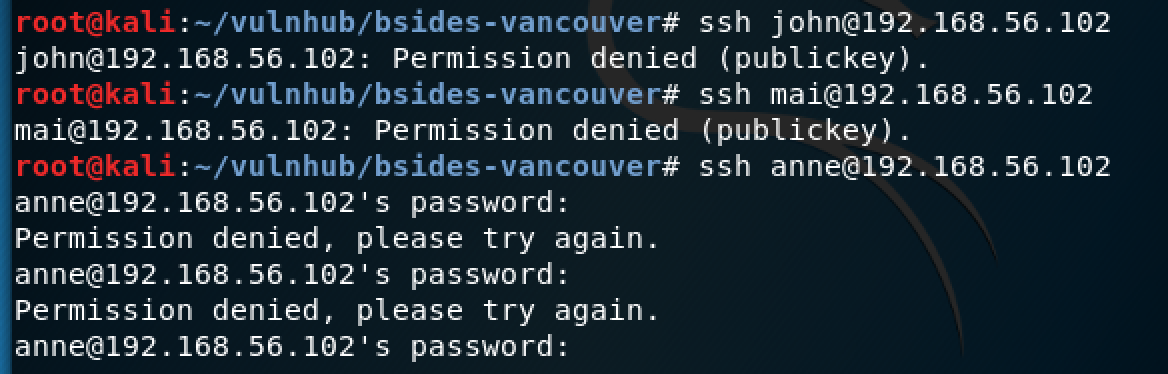 root@kali:~/vulnhub/bsides-vancouver# ssh john@192.168.56.102
john@192.168.56.102: Permission denied (publickey).
root@kali:~/vulnhub/bsides-vancouver# ssh mai@192.168.56.102
mai@192.168.56.102: Permission denied (publickey).
root@kali:~/vulnhub/bsides-vancouver# ssh anne@192.168.56.102
anne@192.168.56.102's password:
Permission denied, please try again.
anne@192.168.56.102's password:
Permission denied, please try again.
anne@192.168.56.102's password: